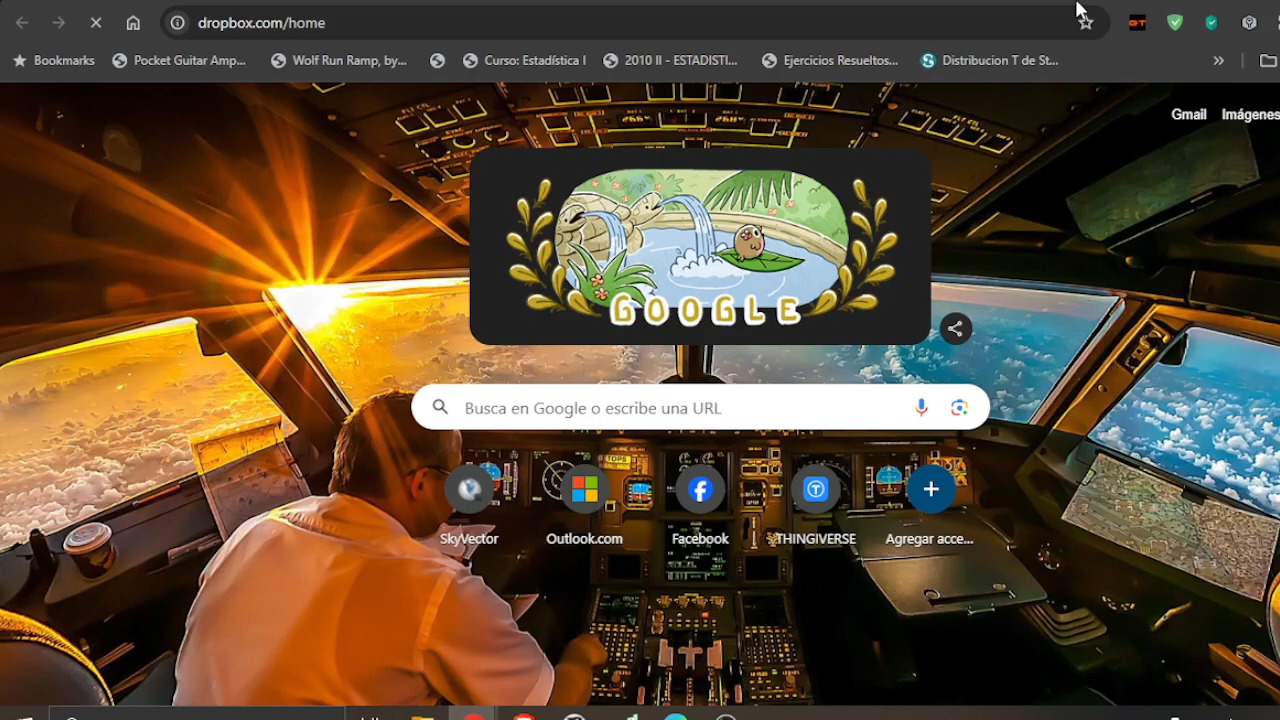 dropbox.com/home
Bookmarks Pocket Guitar Amp... Wolf Run Ramp, by... Curso: Estadística I 2010 II - ESTADISTI... Ejercicios Resueltos... Distribucion T de St... »
Gmail Imágenes
GOOGLE
Busca en Google o escribe una URL
SkyVector Outlook.com Facebook THINGIVERSE Agregar acce...